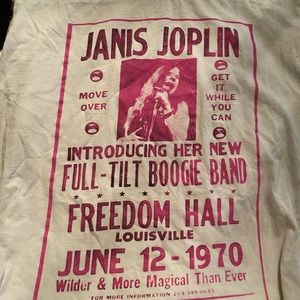 JANIS JOPLIN
MOVE
OVER
GET
IT
WHILE
YOU
CAN
INTRODUCING HER NEW
FULL-TILT BOOGIE BAND
FREEDOM HALL
LOUISVILLE
JUNE 12-1970
Wilder & More Magical Than Ever
FOR MORE INFORMATION